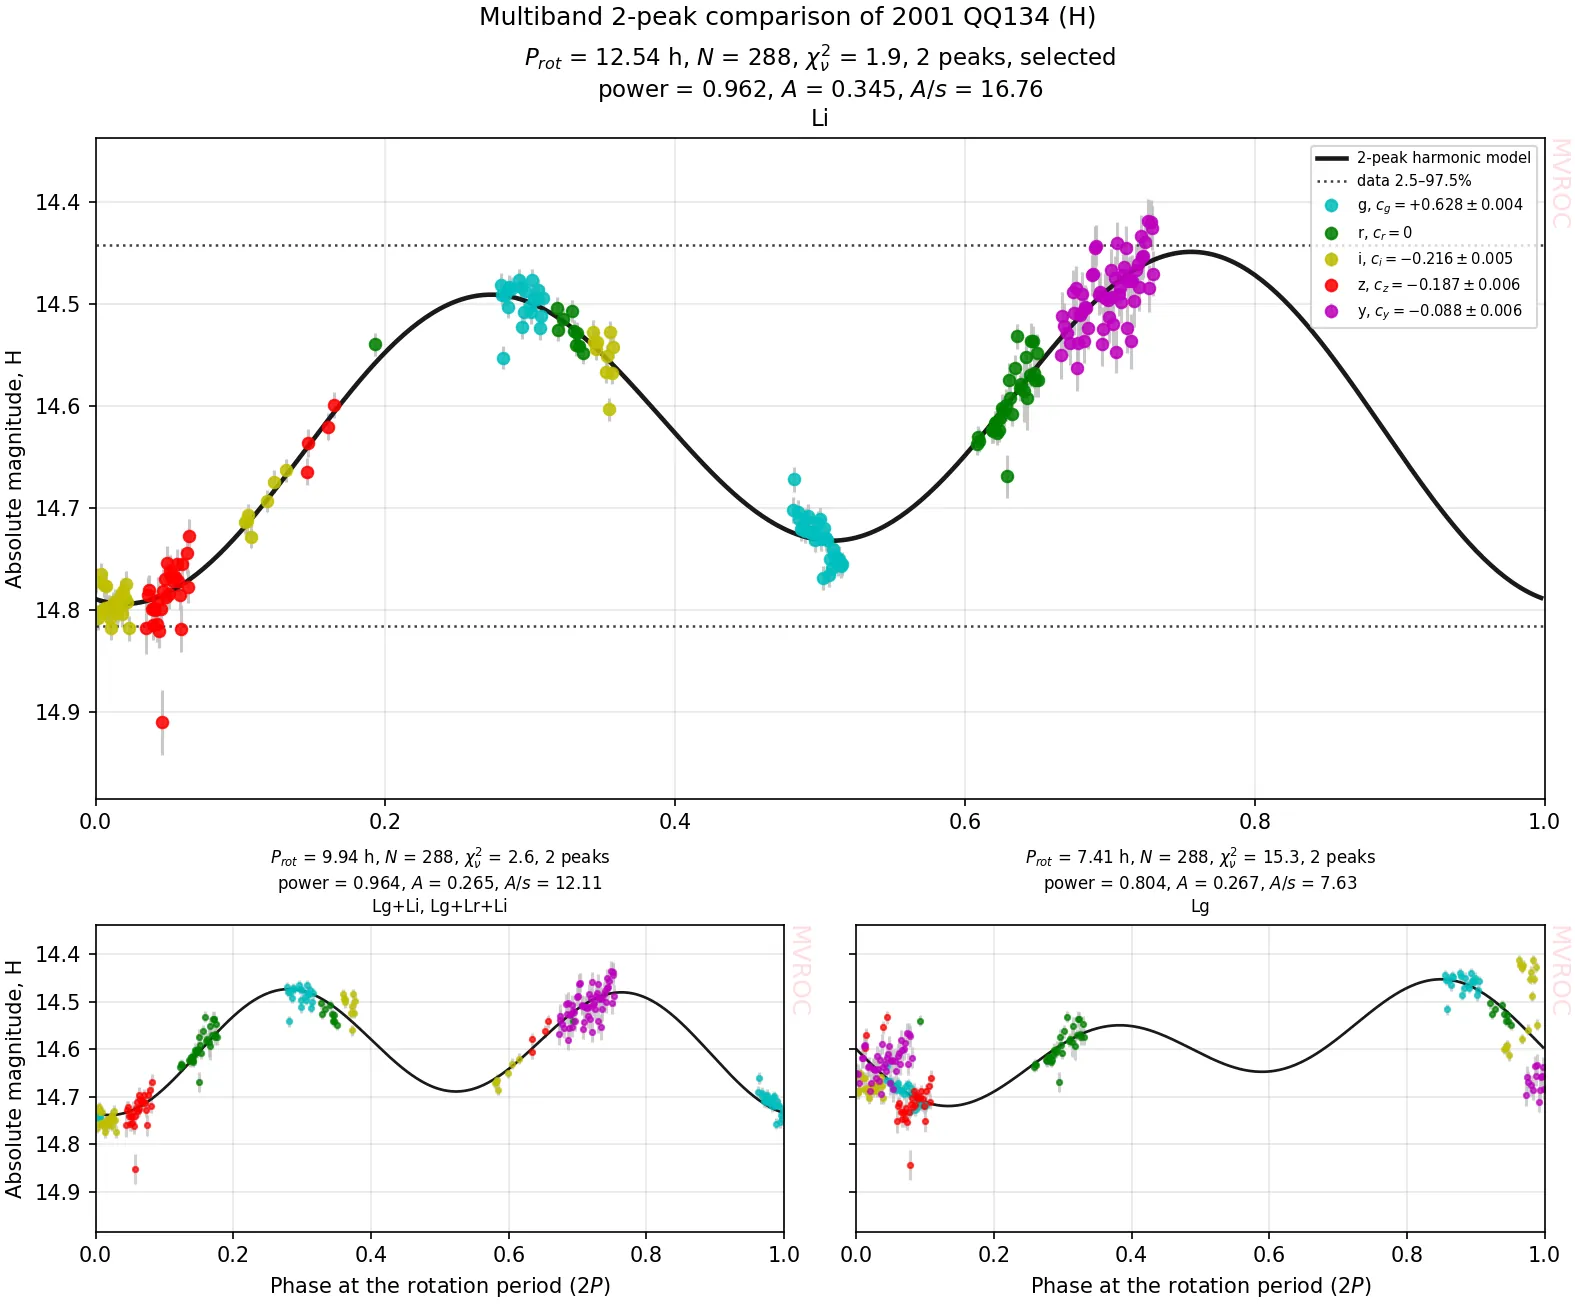 Multiband 2-peak comparison of 2001 QQ134 (H)
P_rot = 12.54 h, N = 288, χ²_ν = 1.9, 2 peaks, selected
power = 0.962, A = 0.345, A/s = 16.76
Li
MVROC
2-peak harmonic model
data 2.5–97.5%
g, c_g = +0.628 ± 0.004
r, c_r = 0
i, c_i = −0.216 ± 0.005
z, c_z = −0.187 ± 0.006
y, c_y = −0.088 ± 0.006
Absolute magnitude, H
14.4
14.5
14.6
14.7
14.8
14.9
0.0 0.2 0.4 0.6 0.8 1.0
P_rot = 9.94 h, N = 288, χ²_ν = 2.6, 2 peaks
power = 0.964, A = 0.265, A/s = 12.11
Lg+Li, Lg+Lr+Li
MVROC
Absolute magnitude, H
14.4
14.5
14.6
14.7
14.8
14.9
0.0 0.2 0.4 0.6 0.8 1.0
Phase at the rotation period (2P)
P_rot = 7.41 h, N = 288, χ²_ν = 15.3, 2 peaks
power = 0.804, A = 0.267, A/s = 7.63
Lg
MVROC
0.0 0.2 0.4 0.6 0.8 1.0
Phase at the rotation period (2P)